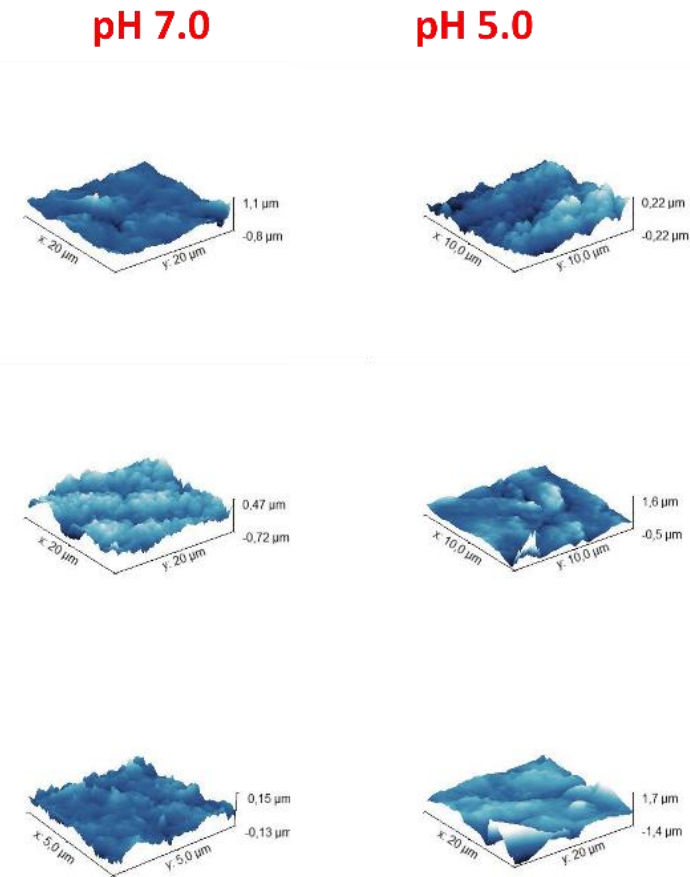 pH 7.0 pH 5.0
1,1 µm
-0,8 µm
x: 20 µm
y: 20 µm
0,22 µm
-0,22 µm
x: 10,0 µm
y: 10,0 µm
0,47 µm
-0,72 µm
x: 20 µm
y: 20 µm
1,6 µm
-0,5 µm
x: 10,0 µm
y: 10,0 µm
0,15 µm
-0,13 µm
x: 5,0 µm
y: 5,0 µm
1,7 µm
-1,4 µm
x: 20 µm
y: 20 µm